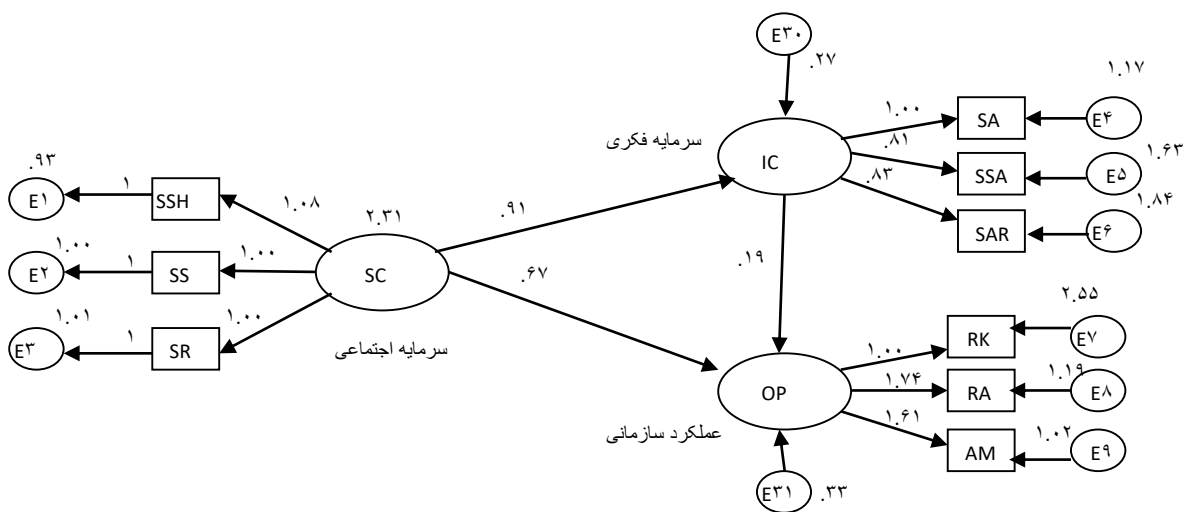 E۳۰
.۲۷
۱.۱۷
۱.۰۰
SA
E۴
سرمایه فکری
IC
.۸۱
SSA
۱.۶۳
E۵
.۸۳
SAR
۱.۸۴
E۶
.۹۳
E۱
۱
SSH
۱.۰۸
۲.۳۱
.۹۱
۱.۰۰
E۲
۱
SS
۱.۰۰
SC
.۶۷
.۱۹
۱.۰۱
E۳
۱
SR
۱.۰۰
سرمایه اجتماعی
۲.۵۵
RK
E۷
۱.۰۰
OP
۱.۷۴
RA
۱.۱۹
E۸
عملکرد سازمانی
۱.۶۱
AM
۱.۰۲
E۹
E۳۱
.۳۳